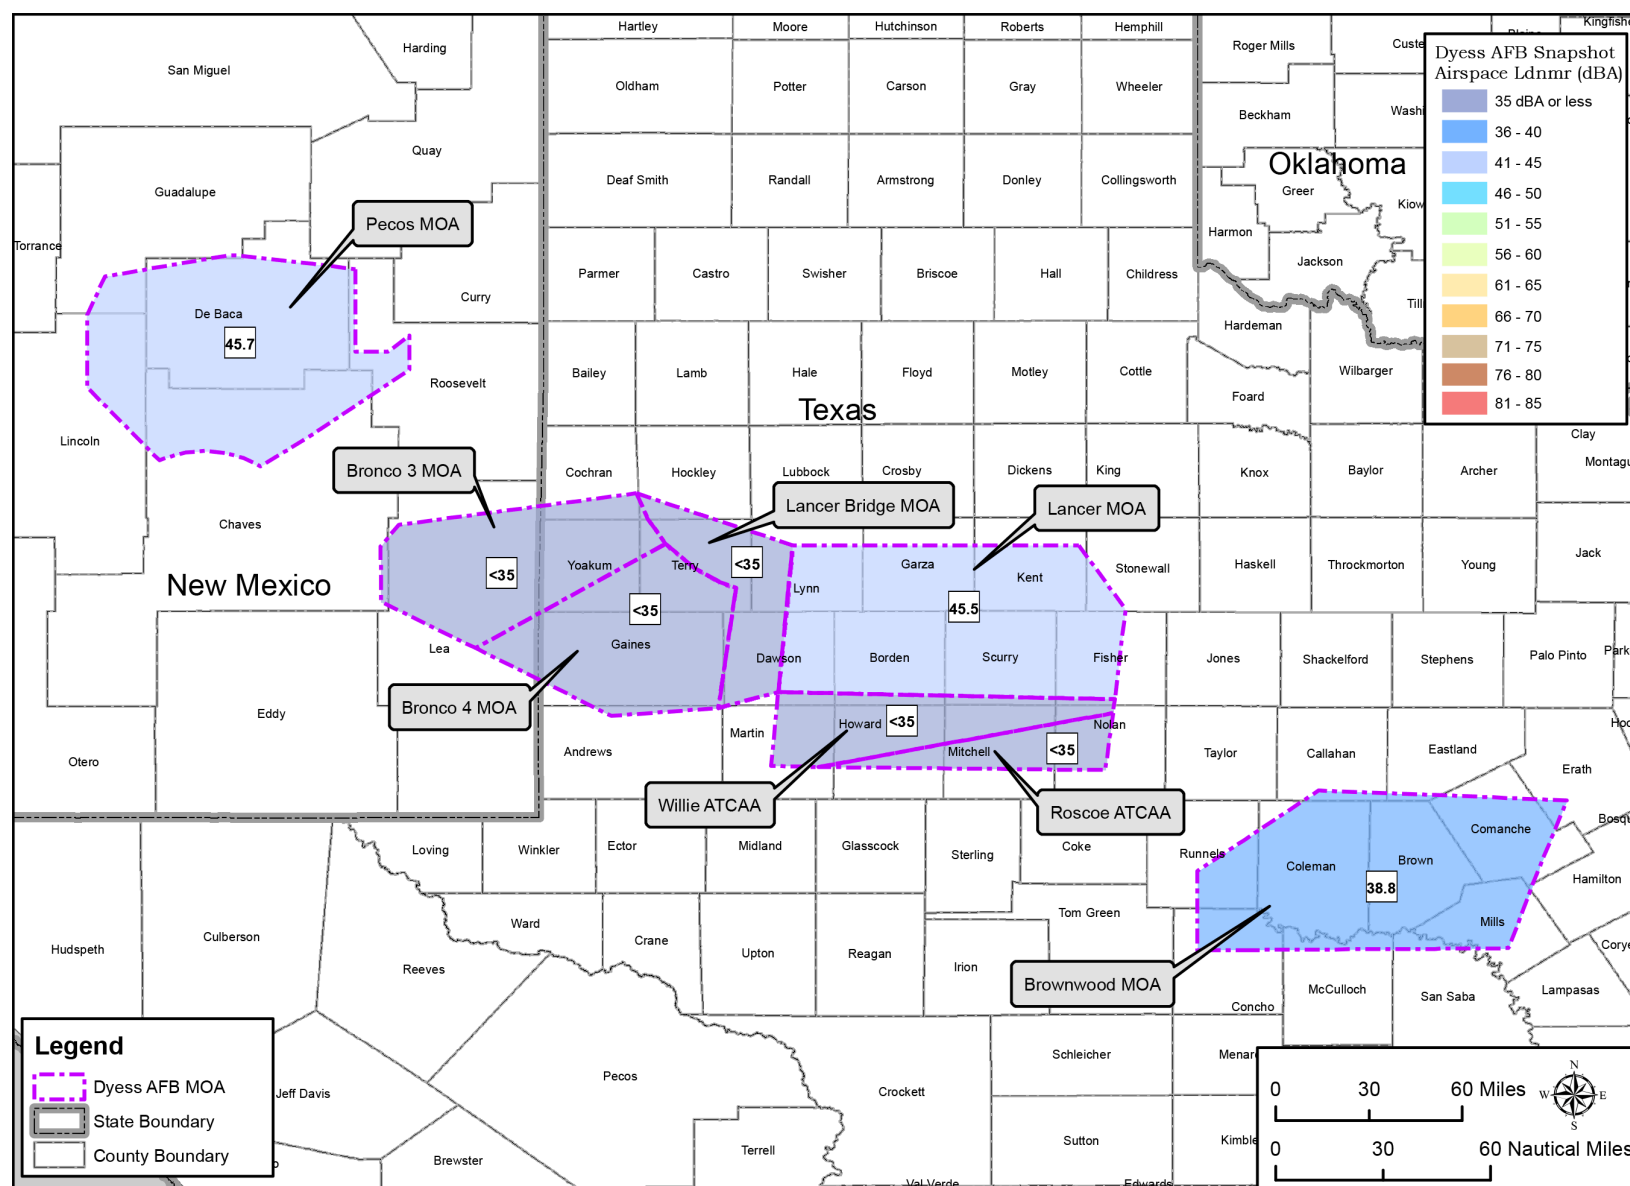 Hartley
Moore
Hutchinson
Roberts
Hemphill
Harding
San Miguel
Roger Mills
Dyess AFB Snapshot
Airspace Ldnmr (dBA)
35 dBA or less
36 - 40
41 - 45
46 - 50
51 - 55
56 - 60
61 - 65
66 - 70
71 - 75
76 - 80
81 - 85
Oldham
Potter
Carson
Gray
Wheeler
Beckham
Quay
Oklahoma
Guadalupe
Deaf Smith
Randall
Armstrong
Donley
Collingsworth
Greer
Pecos MOA
Torrance
Harmon
Jackson
Parmer
Castro
Swisher
Briscoe
Hall
Childress
Curry
De Baca
45.7
Hardeman
Roosevelt
Bailey
Lamb
Hale
Floyd
Motley
Cottle
Wilbarger
Foard
Texas
Lincoln
Clay
Bronco 3 MOA
Cochran
Hockley
Lubbock
Crosby
Dickens
King
Knox
Baylor
Archer
Montagu
Lancer Bridge MOA
Lancer MOA
Chaves
New Mexico
<35
Yoakum
Terry
<35
Lynn
Garza
Kent
Stonewall
Haskell
Throckmorton
Young
Jack
<35
45.5
Lea
Gaines
Dawson
Borden
Scurry
Fisher
Jones
Shackelford
Stephens
Palo Pinto
Park
Bronco 4 MOA
Eddy
Otero
Andrews
Martin
Howard
<35
Mitchell
<35
Nolan
Taylor
Callahan
Eastland
Hoo
Erath
Willie ATCAA
Roscoe ATCAA
Loving
Winkler
Ector
Midland
Glasscock
Sterling
Coke
Runnels
Coleman
Brown
Comanche
Bosqu
38.8
Hamilton
Ward
Crane
Upton
Reagan
Irion
Tom Green
Mills
Corye
Hudspeth
Culberson
Reeves
Brownwood MOA
Concho
McCulloch
San Saba
Lampasas
Legend
Dyess AFB MOA
State Boundary
County Boundary
Jeff Davis
Pecos
Crockett
Schleicher
Menard
Terrell
Sutton
Kimble
Brewster
Val Verde
Edwards
0 30 60 Miles
0 30 60 Nautical Miles
N
W E
S